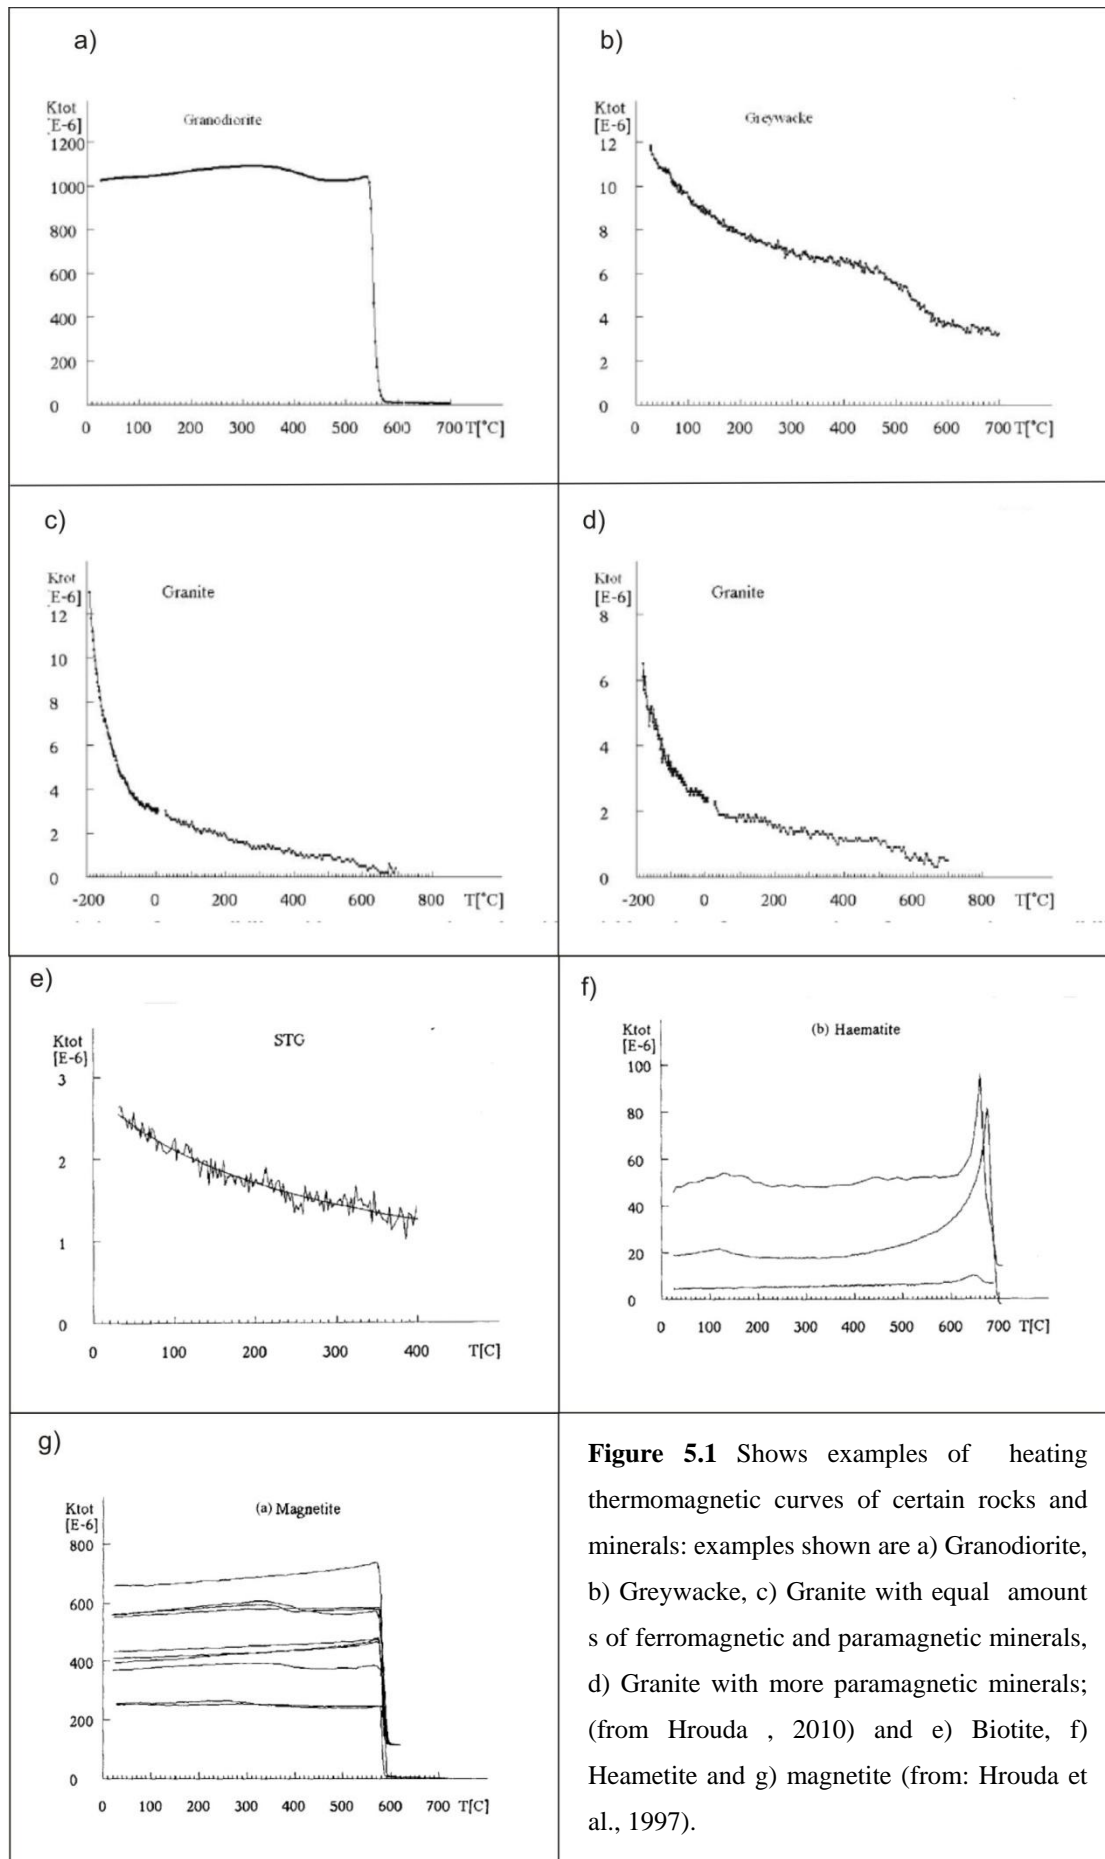 a)
Ktot
[E-6]
Granodiorite
1200
1000
800
600
400
200
0
0 100 200 300 400 500 600 700 T[°C]
b)
Ktot
[E-6]
Greywacke
12
10
8
6
4
2
0
0 100 200 300 400 500 600 700 T[°C]
c)
Ktot
[E-6]
Granite
12
10
8
6
4
2
0
-200 0 200 400 600 800 T[°C]
d)
Ktot
[E-6]
Granite
8
6
4
2
0
-200 0 200 400 600 800 T[°C]
e)
Ktot
[E-6]
STG
3
2
1
0
0 100 200 300 400 T[C]
f)
Ktot
[E-6]
(b) Haematite
100
80
60
40
20
0
0 100 200 300 400 500 600 700 T[C]
g)
Ktot
[E-6]
(a) Magnetite
800
600
400
200
0
0 100 200 300 400 500 600 700 T[C]
Figure 5.1 Shows examples of heating
thermomagnetic curves of certain rocks and
minerals: examples shown are a) Granodiorite,
b) Greywacke, c) Granite with equal amount
s of ferromagnetic and paramagnetic minerals,
d) Granite with more paramagnetic minerals;
(from Hrouda , 2010) and e) Biotite, f)
Heametite and g) magnetite (from: Hrouda et
al., 1997).